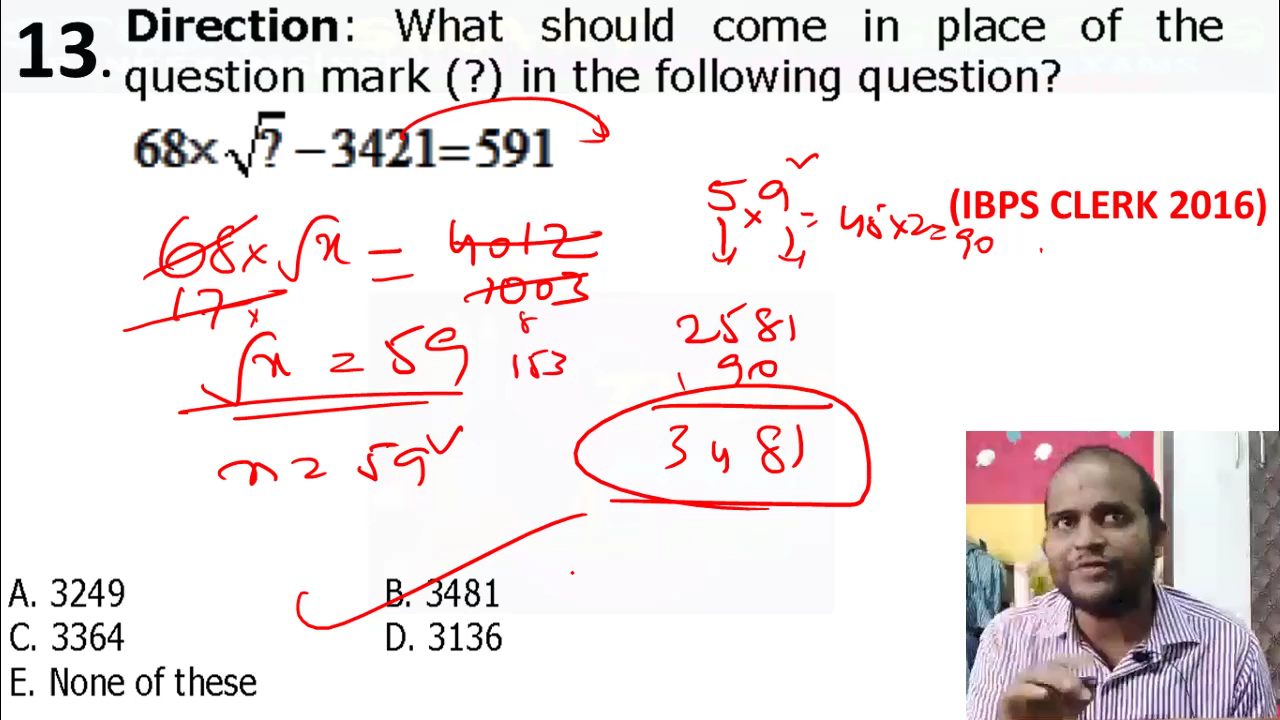 13. Direction: What should come in place of the
question mark (?) in the following question?
68×√? −3421=591
(IBPS CLERK 2016)
5 9
× = 45×2=90
68×√x = 4012
17× 1003
8
√x = 59 153
x = 59
2581
90
3481
A. 3249 B. 3481
C. 3364 D. 3136
E. None of these